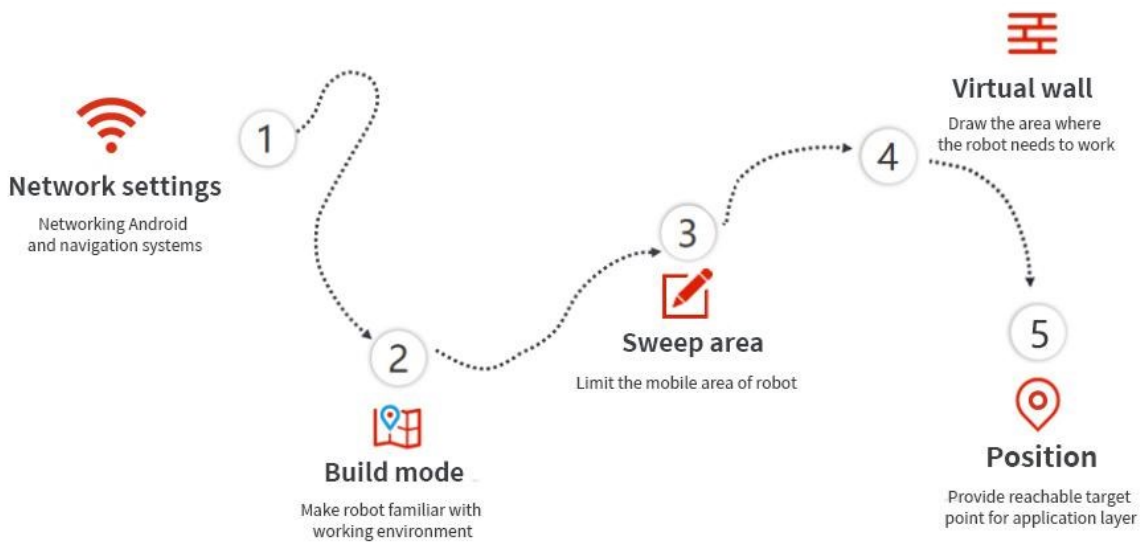 1
Network settings
Networking Android
and navigation systems
2
Build mode
Make robot familiar with
working environment
3
Sweep area
Limit the mobile area of robot
4
Virtual wall
Draw the area where
the robot needs to work
5
Position
Provide reachable target
point for application layer